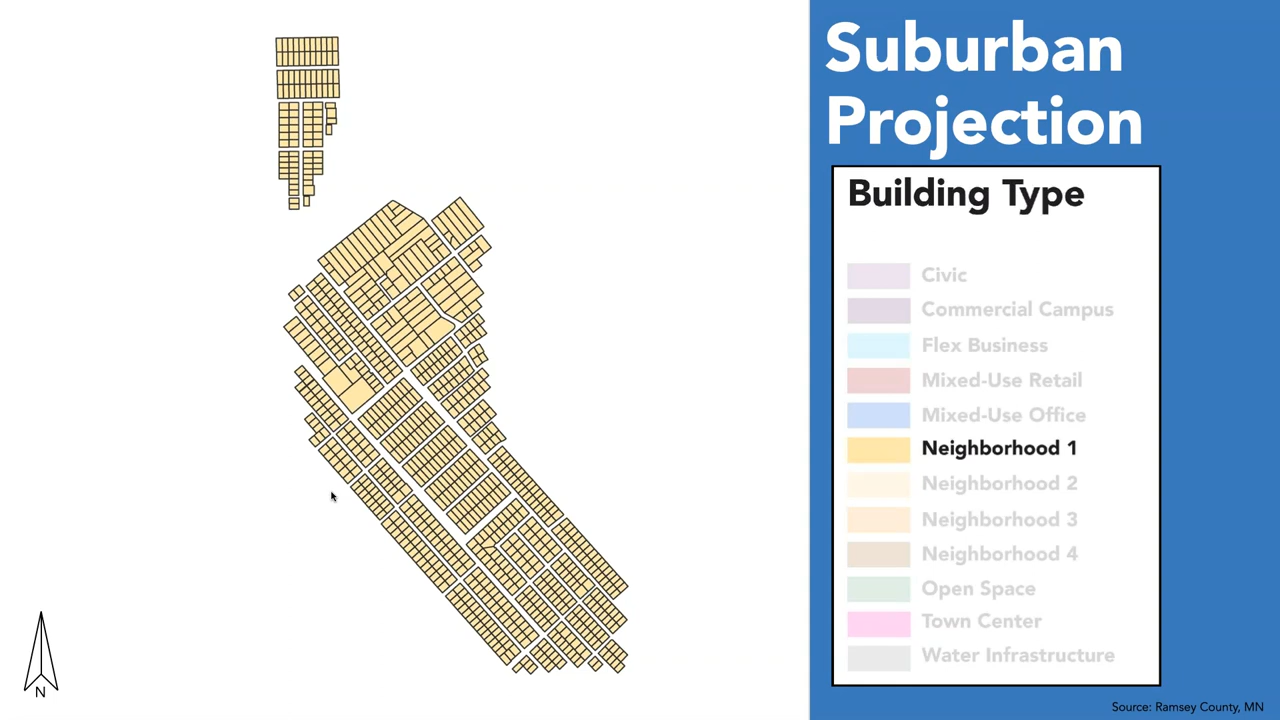 Suburban
Projection
Building Type
Civic
Commercial Campus
Flex Business
Mixed-Use Retail
Mixed-Use Office
Neighborhood 1
Neighborhood 2
Neighborhood 3
Neighborhood 4
Open Space
Town Center
Water Infrastructure
N
Source: Ramsey County, MN